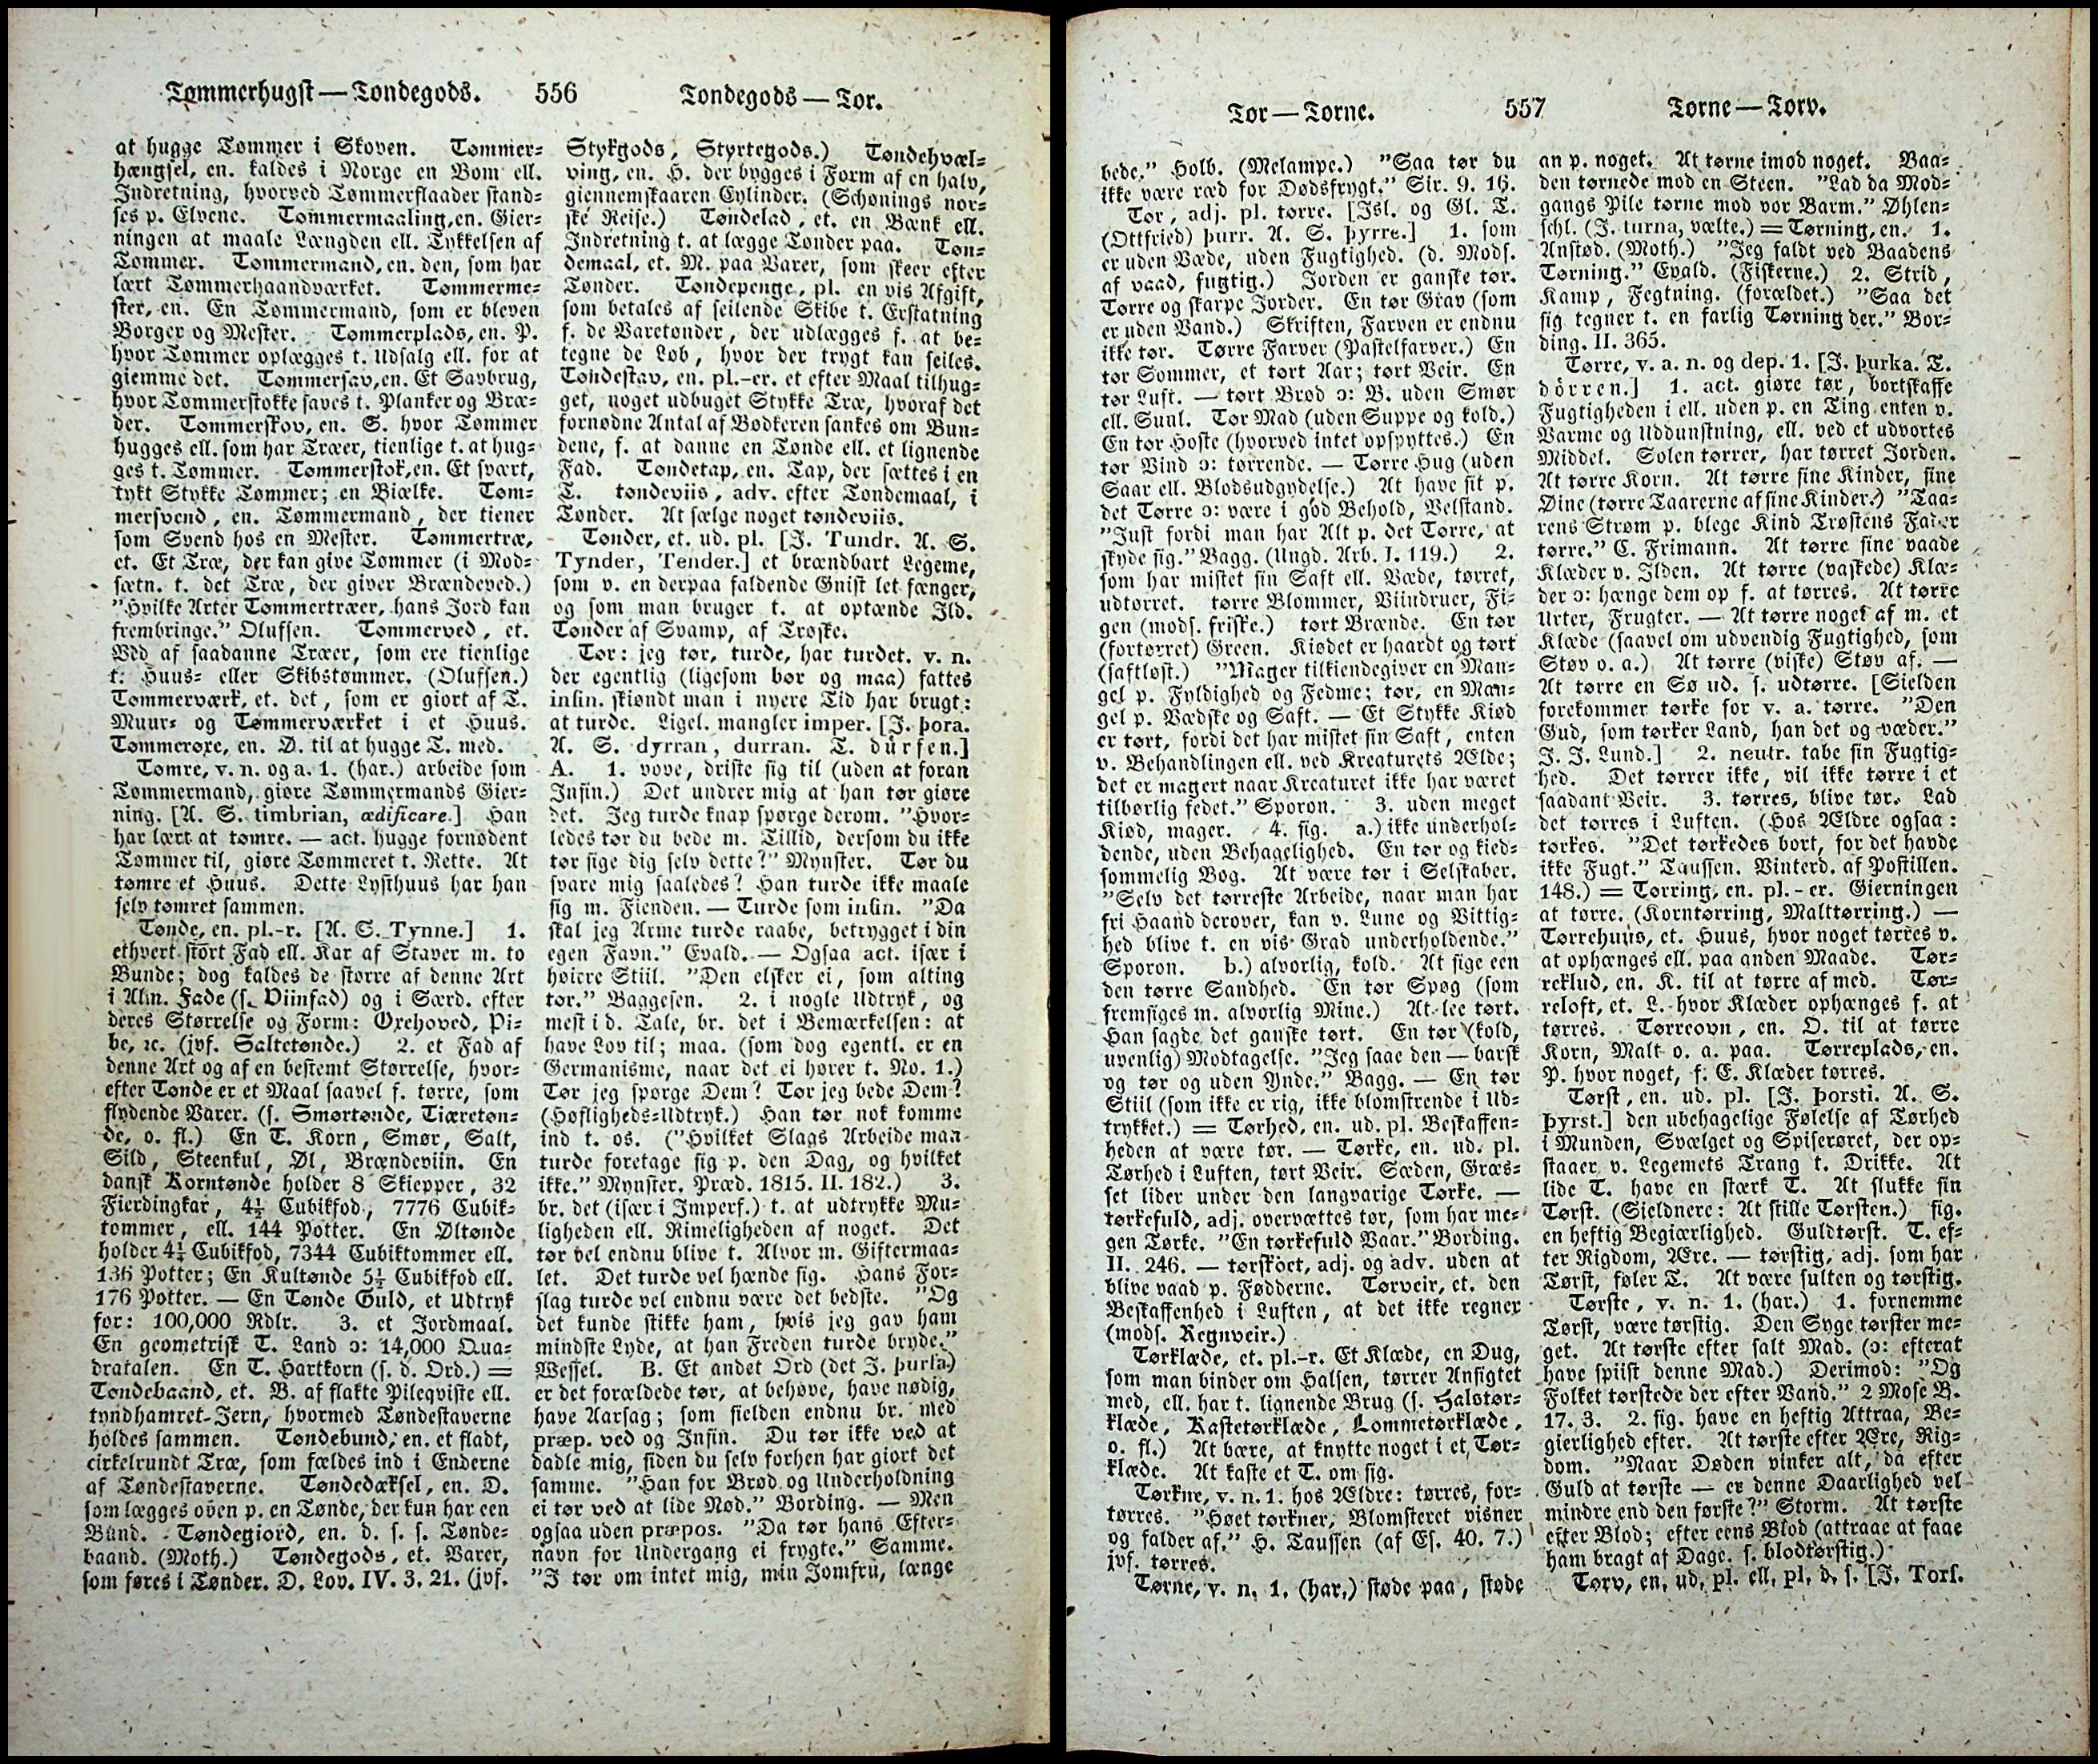 Tømmerhugst — Tøndegods. 556 Tøndegods — Tør.
at hugge Tømmer i Skoven. Tømmer-
hængsel, en. kaldes i Norge en Bom ell.
Indretning, hvorved Tømmerflaader stand-
ses p. Elvene. Tømmermaaling, en. Gier-
ningen at maale Længden ell. Tykkelsen af
Tømmer. Tømmermand, en. den, som har
lært Tømmerhaandværket. Tømmerme-
ster, en. En Tømmermand, som er bleven
Borger og Mester. Tømmerplads, en. P.
hvor Tømmer oplægges t. Udsalg ell. for at
giemme det. Tømmersav, en. Et Savbrug,
hvor Tømmerstokke saves t. Planker og Bræ-
der. Tømmerskov, en. S. hvor Tømmer
hugges ell. som har Træer, tienlige t. at hug-
ges t. Tømmer. Tømmerstok, en. Et svært,
tykt Stykke Tømmer; en Biælke. Tøm-
mersvend, en. Tømmermand, der tiener
som Svend hos en Mester. Tømmertræ,
et. Et Træ, der kan give Tømmer (i Mod-
sætn. t. det Træ, der giver Brændeved.)
"Hvilke Arter Tømmertræer, hans Jord kan
frembringe." Olufsen. Tømmerved, et.
Ved af saadanne Træer, som ere tienlige
t. Huus- eller Skibstømmer. (Olufsen.)
Tømmerværk, et. det, som er giort af T.
Muur- og Tømmerværket i et Huus.
Tømmerøxe, en. Ø. til at hugge T. med.
Tømre, v. n. og a. 1. (har.) arbeide som
Tømmermand, giøre Tømmermands Gier-
ning. [A. S. timbrian, ædificare.] Han
har lært at tømre. — act. hugge fornødent
Tømmer til, giøre Tømmeret t. Rette. At
tømre et Huus. Dette Lysthuus har han
selv tømret sammen.
Tønde, en. pl.-r. [A. S. Tynne.] 1.
ethvert stort Fad ell. Kar af Staver m. to
Bunde; dog kaldes de større af denne Art
i Alm. Fade (s. Viinfad) og i Særd. efter
deres Størrelse og Form: Oxehoved, Pi-
be, ꝛc. (jvf. Saltetønde.) 2. et Fad af
denne Art og af en bestemt Størrelse, hvor-
efter Tønde er et Maal saavel f. tørre, som
flydende Varer. (s. Smørtønde, Tiæretøn-
de, o. fl.) En T. Korn, Smør, Salt,
Sild, Steenkul, Øl, Brændeviin. En
dansk Korntønde holder 8 Skiepper, 32
Fierdingkar, 4½ Cubikfod, 7776 Cubik-
tommer, ell. 144 Potter. En Øltønde
holder 4¼ Cubikfod, 7344 Cubiktommer ell.
136 Potter; En Kultønde 5½ Cubikfod ell.
176 Potter. — En Tønde Guld, et Udtryk
for: 100,000 Rdlr. 3. et Jordmaal.
En geometrisk T. Land ɔ: 14,000 Qua-
dratalen. En T. Hartkorn (s. d. Ord.) =
Tøndebaand, et. B. af flakte Pileqviste ell.
tyndhamret Jern, hvormed Tøndestaverne
holdes sammen. Tøndebund, en. et fladt,
cirkelrundt Træ, som fældes ind i Enderne
af Tøndestaverne. Tøndedæksel, en. D.
som lægges oven p. en Tønde, der kun har een
Bund. Tøndegiord, en. d. s. s. Tønde-
baand. (Moth.) Tøndegods, et. Varer,
som føres i Tønder. D. Lov. IV. 3. 21. (jvf.
Stykgods, Styrtegods.) Tøndehvæl-
ving, en. H. der bygges i Form af en halv,
giennemskaaren Cylinder. (Schønings nor-
ske Reise.) Tøndelad, et. en Bænk ell.
Indretning t. at lægge Tønder paa. Tøn-
demaal, et. M. paa Varer, som skeer efter
Tønder. Tøndepenge, pl. en vis Afgift,
som betales af seilende Skibe t. Erstatning
f. de Varetønder, der udlægges f. at be-
tegne de Løb, hvor der trygt kan seiles.
Tøndestav, en. pl.-er. et efter Maal tilhug-
get, noget udbuget Stykke Træ, hvoraf det
fornødne Antal af Bødkeren sankes om Bun-
dene, f. at danne en Tønde ell. et lignende
Fad. Tøndetap, en. Tap, der sættes i en
T. tøndeviis, adv. efter Tøndemaal, i
Tønder. At sælge noget tøndeviis.
Tønder, et. ud. pl. [J. Tundr. A. S.
Tynder, Tender.] et brændbart Legeme,
som v. en derpaa faldende Gnist let fænger,
og som man bruger t. at optænde Ild.
Tønder af Svamp, af Trøske.
Tør: jeg tør, turde, har turdet. v. n.
der egentlig (ligesom bør og maa) fattes
infin. skiøndt man i nyere Tid har brugt:
at turde. Ligel. mangler imper. [J. þora.
A. S. dyrran, durran. T. dürfen.]
A. 1. vove, driste sig til (uden at foran
Infin.) Det undrer mig at han tør giøre
det. Jeg turde knap spørge derom. "Hvor-
ledes tør du bede m. Tillid, dersom du ikke
tør sige dig selv dette?" Mynster. Tør du
svare mig saaledes? Han turde ikke maale
sig m. Fienden. — Turde som infin. "Da
skal jeg Arme turde raabe, betrygget i din
egen Favn." Evald. — Ogsaa act. især i
høiere Stiil. "Den elsker ei, som alting
tør." Baggesen. 2. i nogle Udtryk, og
mest i d. Tale, br. det i Bemærkelsen: at
have Lov til; maa. (som dog egentl. er en
Germanisme, naar det ei hører t. No. 1.)
Tør jeg spørge Dem? Tør jeg bede Dem?
(Høfligheds-Udtryk.) Han tør nok komme
ind t. os. ("Hvilket Slags Arbeide man
turde foretage sig p. den Dag, og hvilket
ikke." Mynster. Præd. 1815. II. 182.) 3.
br. det (især i Imperf.) t. at udtrykke Mu-
ligheden ell. Rimeligheden af noget. Det
tør vel endnu blive t. Alvor m. Giftermaa-
let. Det turde vel hænde sig. Hans For-
slag turde vel endnu være det bedste. "Og
det kunde stikke ham, hvis jeg gav ham
mindste Lyde, at han Freden turde bryde."
Wessel. B. Et andet Ord (det J. þurfa)
er det forældede tør, at behøve, have nødig,
have Aarsag; som sielden endnu br. med
præp. ved og Infin. Du tør ikke ved at
dadle mig, siden du selv forhen har giort det
samme. "Han for Brød og Underholdning
ei tør ved at lide Nød." Bording. — Men
ogsaa uden præpos. "Da tør hans Efter-
navn for Undergang ei frygte." Samme.
"I tør om intet mig, min Jomfru, længe
Tør — Tørne. 557 Tørne — Tørv.
bede." Holb. (Melampe.) "Saa tør du
ikke være ræd for Dødsfrygt." Sir. 9. 16.
Tør, adj. pl. tørre. [Isl. og Gl. T.
(Ottfried) þurr. A. S. þyrre.] 1. som
er uden Væde, uden Fugtighed. (d. Mods.
af vaad, fugtig.) Jorden er ganske tør.
Tørre og skarpe Jorder. En tør Grav (som
er uden Vand.) Skriften, Farven er endnu
ikke tør. Tørre Farver (Pastelfarver.) En
tør Sommer, et tørt Aar; tørt Veir. En
tør Luft. — tørt Brød ɔ: B. uden Smør
ell. Suul. Tør Mad (uden Suppe og kold.)
En tør Hoste (hvorved intet opspyttes.) En
tør Vind ɔ: tørrende. — Tørre Hug (uden
Saar ell. Blodsudgydelse.) At have sit p.
det Tørre ɔ: være i god Behold, Velstand.
"Just fordi man har Alt p. det Tørre, at
skyde sig." Bagg. (Ungd. Arb. I. 119.) 2.
som har mistet sin Saft ell. Væde, tørret,
udtørret. tørre Blommer, Viindruer, Fi-
gen (mods. friske.) tørt Brænde. En tør
(fortørret) Green. Kiødet er haardt og tørt
(saftløst.) "Mager tilkiendegiver en Man-
gel p. Fyldighed og Fedme; tør, en Man-
gel p. Vædske og Saft. — Et Stykke Kiød
er tørt, fordi det har mistet sin Saft, enten
v. Behandlingen ell. ved Kreaturets Ælde;
det er magert naar Kreaturet ikke har været
tilbørlig fedet." Sporon. 3. uden meget
Kiød, mager. 4. fig. a.) ikke underhol-
dende, uden Behagelighed. En tør og kied-
sommelig Bog. At være tør i Selskaber.
"Selv det tørreste Arbeide, naar man har
fri Haand derover, kan v. Lune og Vittig-
hed blive t. en vis Grad underholdende."
Sporon. b.) alvorlig, kold. At sige een
den tørre Sandhed. En tør Spøg (som
fremsiges m. alvorlig Mine.) At lee tørt.
Han sagde det ganske tørt. En tør (kold,
uvenlig) Modtagelse. "Jeg saae den — barsk
og tør og uden Ynde." Bagg. — En tør
Stiil (som ikke er rig, ikke blomstrende i Ud-
trykket.) = Tørhed, en. ud. pl. Beskaffen-
heden at være tør. — Tørke, en. ud. pl.
Tørhed i Luften, tørt Veir. Sæden, Græs-
set lider under den langvarige Tørke. —
tørkefuld, adj. overvættes tør, som har me-
gen Tørke. "En tørkefuld Vaar." Bording.
II. 246. — tørskoet, adj. og adv. uden at
blive vaad p. Fødderne. Tørveir, et. den
Beskaffenhed i Luften, at det ikke regner
(mods. Regnveir.)
Tørklæde, et. pl.-r. Et Klæde, en Dug,
som man binder om Halsen, tørrer Ansigtet
med, ell. har t. lignende Brug (s. Halstør-
klæde, Kastetørklæde, Lommetørklæde,
o. fl.) At bære, at knytte noget i et Tør-
klæde. At kaste et T. om sig.
Tørkne, v. n. 1. hos Ældre: tørres, for-
tørres. "Høet tørkner, Blomsteret visner
og falder af." H. Taussen (af Es. 40. 7.)
jvf. tørres.
Tørne, v. n. 1. (har.) støde paa, støde
an p. noget. At tørne imod noget. Baa-
den tørnede mod en Steen. "Lad da Mod-
gangs Pile tørne mod vor Barm." Øhlen-
schl. (J. turna, vælte.) = Tørning, en. 1.
Anstød. (Moth.) "Jeg faldt ved Baadens
Tørning." Evald. (Fiskerne.) 2. Strid,
Kamp, Fegtning. (forældet.) "Saa det
sig tegner t. en farlig Tørning der." Bor-
ding. II. 365.
Tørre, v. a. n. og dep. 1. [J. þurka. T.
dörren.] 1. act. giøre tør, bortskaffe
Fugtigheden i ell. uden p. en Ting enten v.
Varme og Uddunstning, ell. ved et udvortes
Middel. Solen tørrer, har tørret Jorden.
At tørre Korn. At tørre sine Kinder, sine
Øine (tørre Taarerne af sine Kinder.) "Taa-
rens Strøm p. blege Kind Trøstens Fader
tørre." C. Frimann. At tørre sine vaade
Klæder v. Ilden. At tørre (vaskede) Klæ-
der ɔ: hænge dem op f. at tørres. At tørre
Urter, Frugter. — At tørre noget af m. et
Klæde (saavel om udvendig Fugtighed, som
Støv o. a.) At tørre (viske) Støv af. —
At tørre en Sø ud. s. udtørre. [Sielden
forekommer tørke for v. a. tørre. "Den
Gud, som tørker Land, han det og væder."
J. J. Lund.] 2. neutr. tabe sin Fugtig-
hed. Det tørrer ikke, vil ikke tørre i et
saadant Veir. 3. tørres, blive tør. Lad
det tørres i Luften. (Hos Ældre ogsaa:
tørkes. "Det tørkedes bort, for det havde
ikke Fugt." Taussen. Vinterd. af Postillen.
148.) = Tørring, en. pl.-er. Gierningen
at tørre. (Korntørring, Malttørring.) —
Tørrehuus, et. Huus, hvor noget tørres v.
at ophænges ell. paa anden Maade. Tør-
reklud, en. K. til at tørre af med. Tør-
reloft, et. L. hvor Klæder ophænges f. at
tørres. Tørreovn, en. O. til at tørre
Korn, Malt o. a. paa. Tørreplads, en.
P. hvor noget, f. E. Klæder tørres.
Tørst, en. ud. pl. [J. þorsti. A. S.
þyrst.] den ubehagelige Følelse af Tørhed
i Munden, Svælget og Spiserøret, der op-
staaer v. Legemets Trang t. Drikke. At
lide T. have en stærk T. At slukke sin
Tørst. (Sieldnere: At stille Tørsten.) fig.
en heftig Begiærlighed. Guldtørst. T. ef-
ter Rigdom, Ære. — tørstig, adj. som har
Tørst, føler T. At være sulten og tørstig.
Tørste, v. n. 1. (har.) 1. fornemme
Tørst, være tørstig. Den Syge tørster me-
get. At tørste efter salt Mad. (ɔ: efterat
have spiist denne Mad.) Derimod: "Og
Folket tørstede der efter Vand." 2 Mose B.
17. 3. 2. fig. have en heftig Attraa, Be-
gierlighed efter. At tørste efter Ære, Rig-
dom. "Naar Døden vinker alt, da efter
Guld at tørste — er denne Daarlighed vel
mindre end den første?" Storm. At tørste
efter Blod; efter eens Blod (attraae at faae
ham bragt af Dage. s. blodtørstig.)
Tørv, en. ud. pl. ell. pl. d. s. [J. Torf.